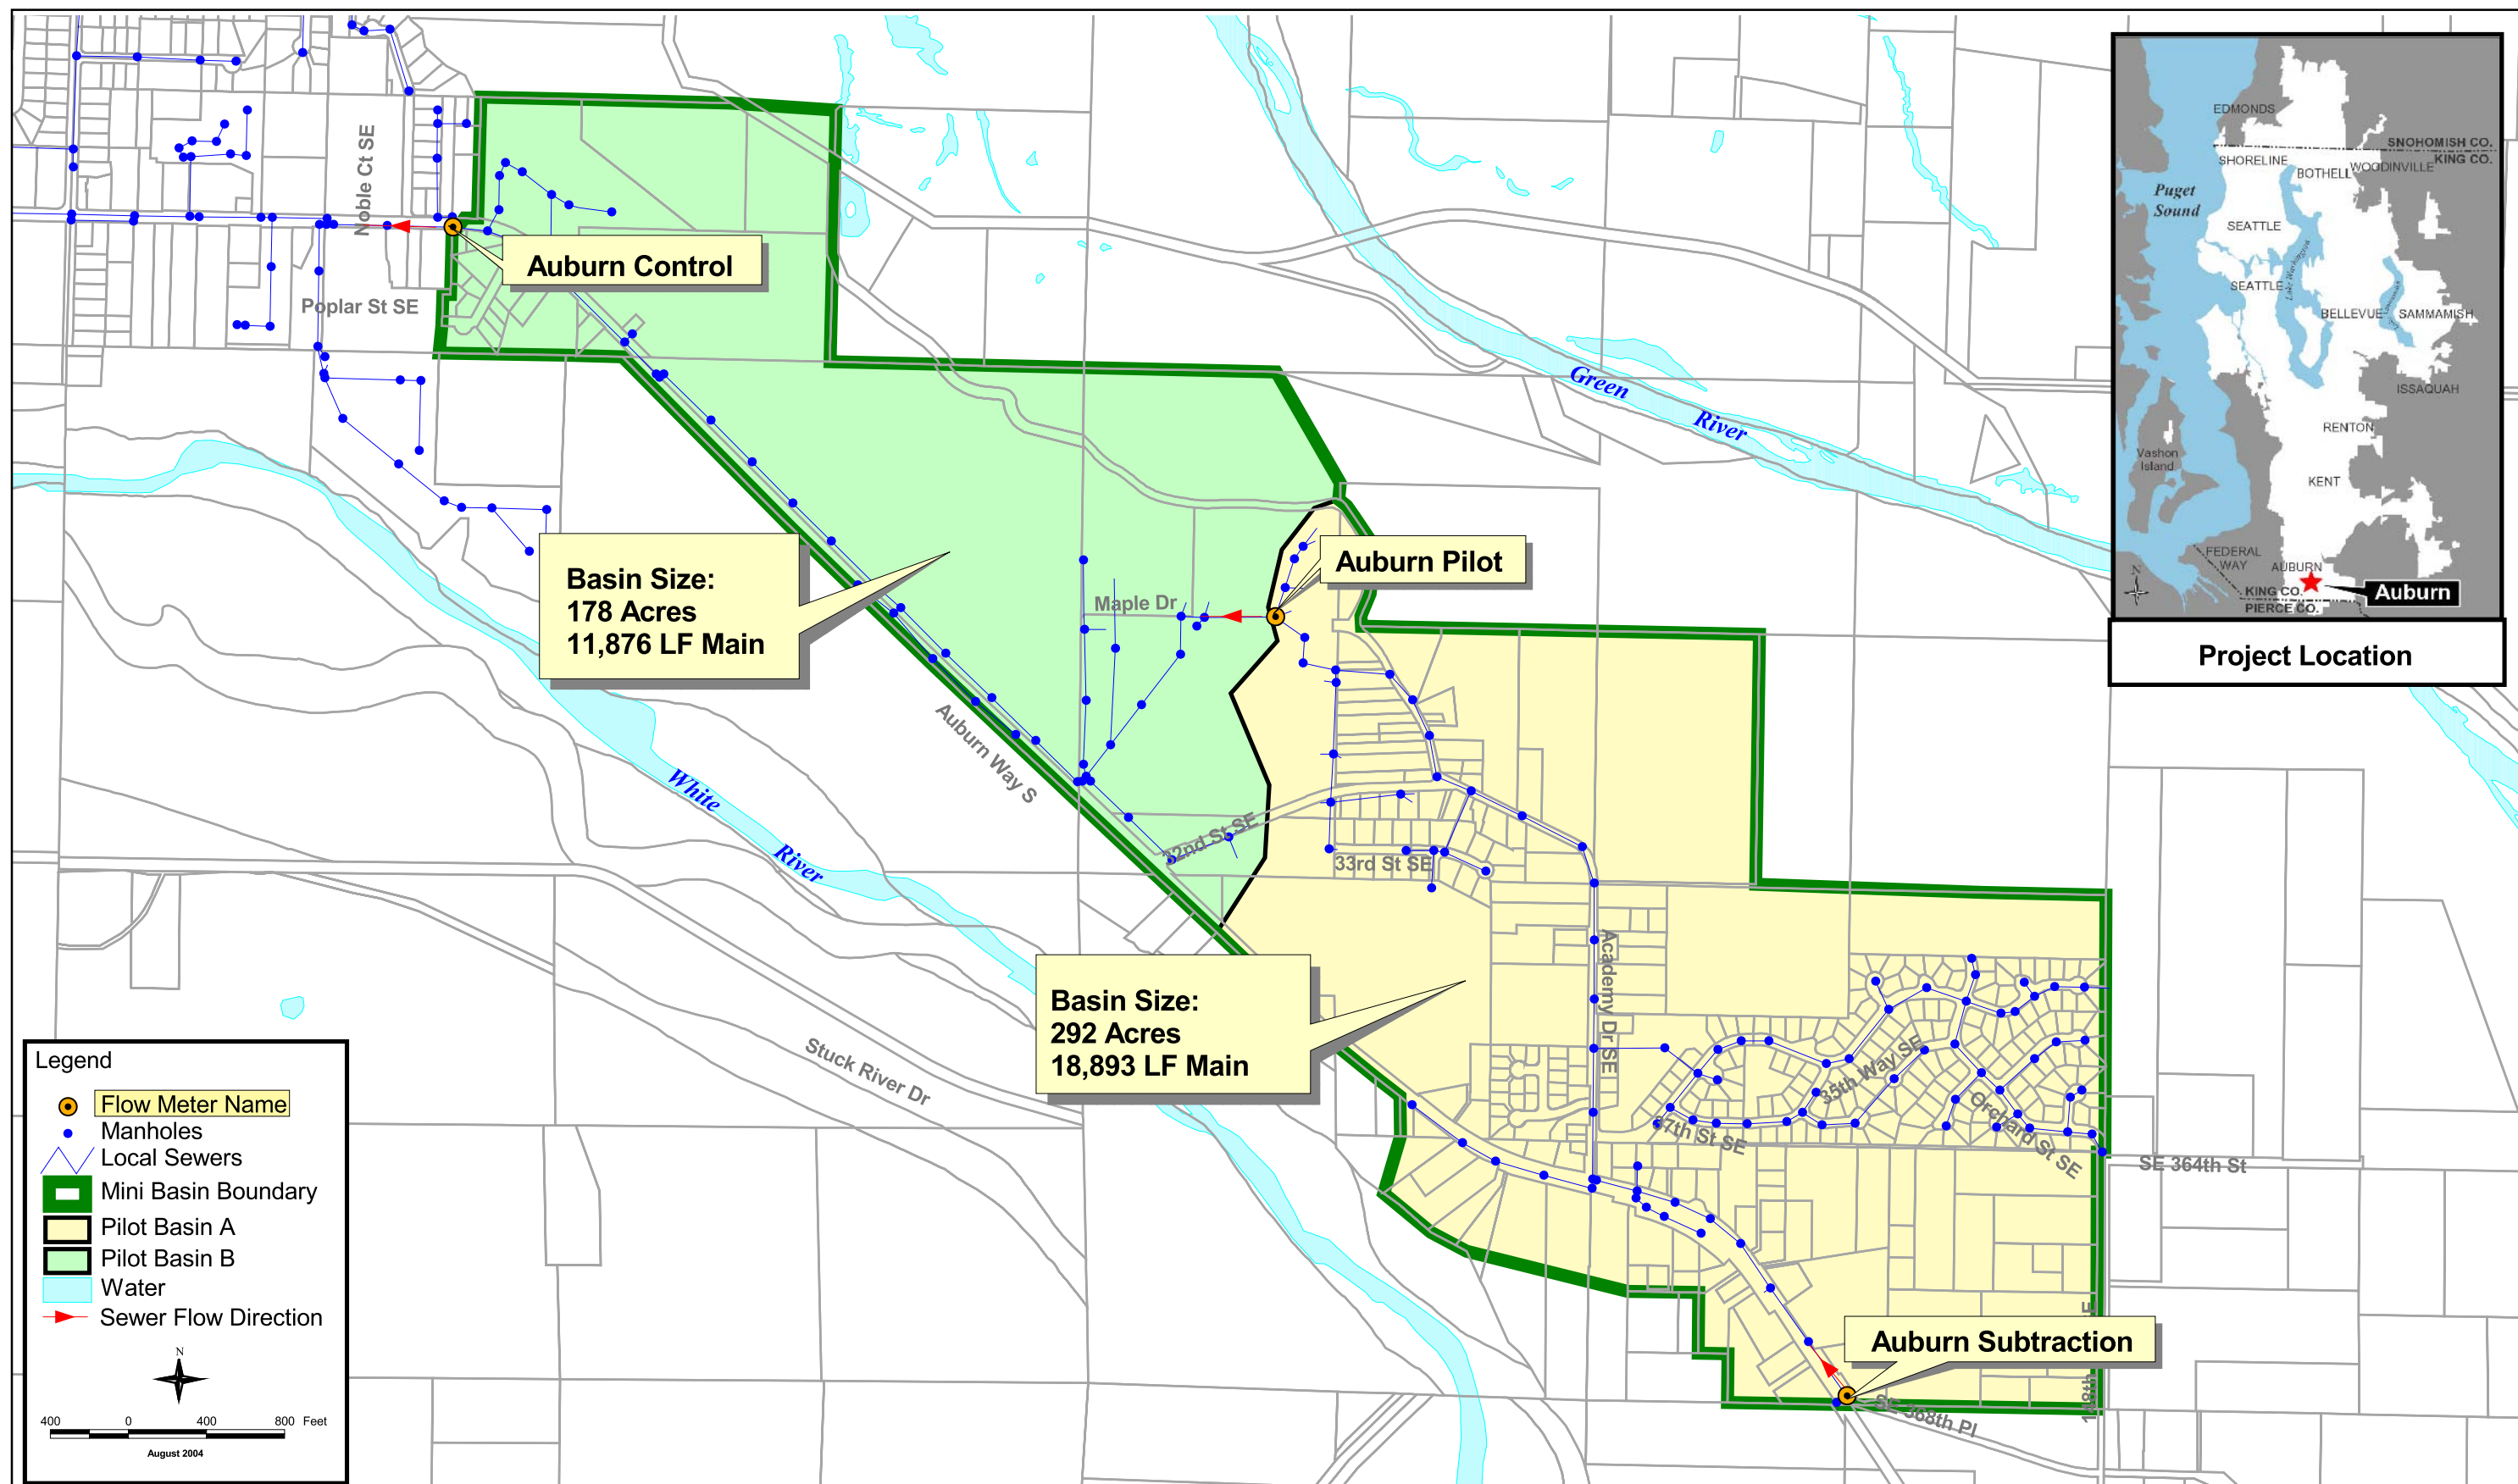 Noble Ct SE
Poplar St SE
Auburn Control
Basin Size:
178 Acres
11,876 LF Main
Maple Dr
Auburn Pilot
Green
River
Auburn Way S
White
River
32nd St SE
33rd St SE
Academy Dr SE
Basin Size:
292 Acres
18,893 LF Main
Stuck River Dr
35th Way SE
37th St SE
Orchard St SE
SE 364th St
Auburn Subtraction
SE 368th Pl
EDMONDS
SNOHOMISH CO.
KING CO.
SHORELINE
WOODINVILLE
BOTHELL
Puget
Sound
SEATTLE
Lake Washington
SEATTLE
BELLEVUE
SAMMAMISH
ISSAQUAH
RENTON
Vashon
Island
KENT
FEDERAL
WAY
AUBURN
N
KING CO.
PIERCE CO.
Auburn
Project Location
Legend
Flow Meter Name
Manholes
Local Sewers
Mini Basin Boundary
Pilot Basin A
Pilot Basin B
Water
Sewer Flow Direction
N
400 0 400 800 Feet
August 2004